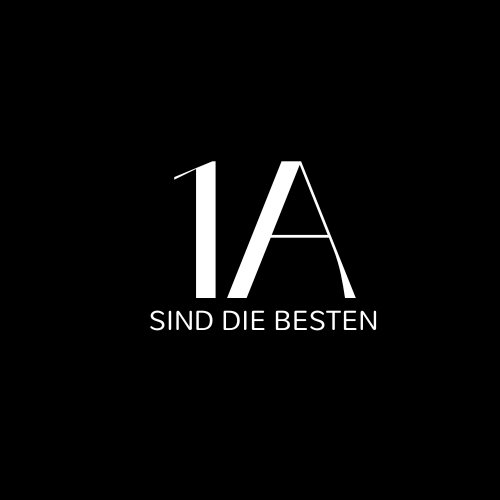 1A
SIND DIE BESTEN